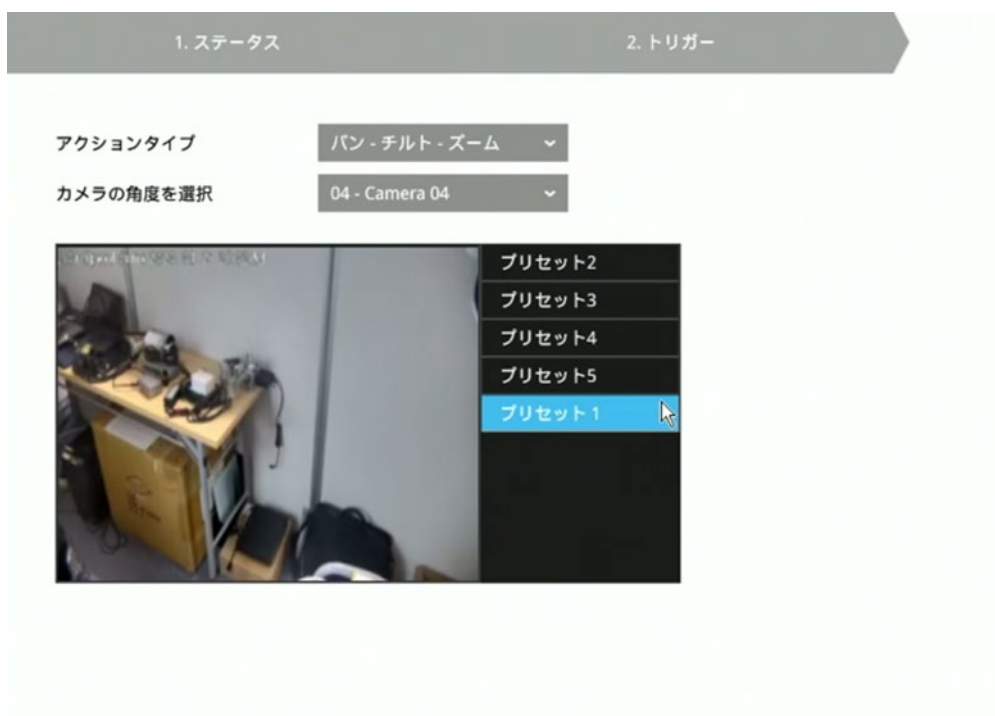 1. ステータス
2. トリガー
アクションタイプ
パン - チルト - ズーム
カメラの角度を選択
04 - Camera 04
プリセット2
プリセット3
プリセット4
プリセット5
プリセット 1